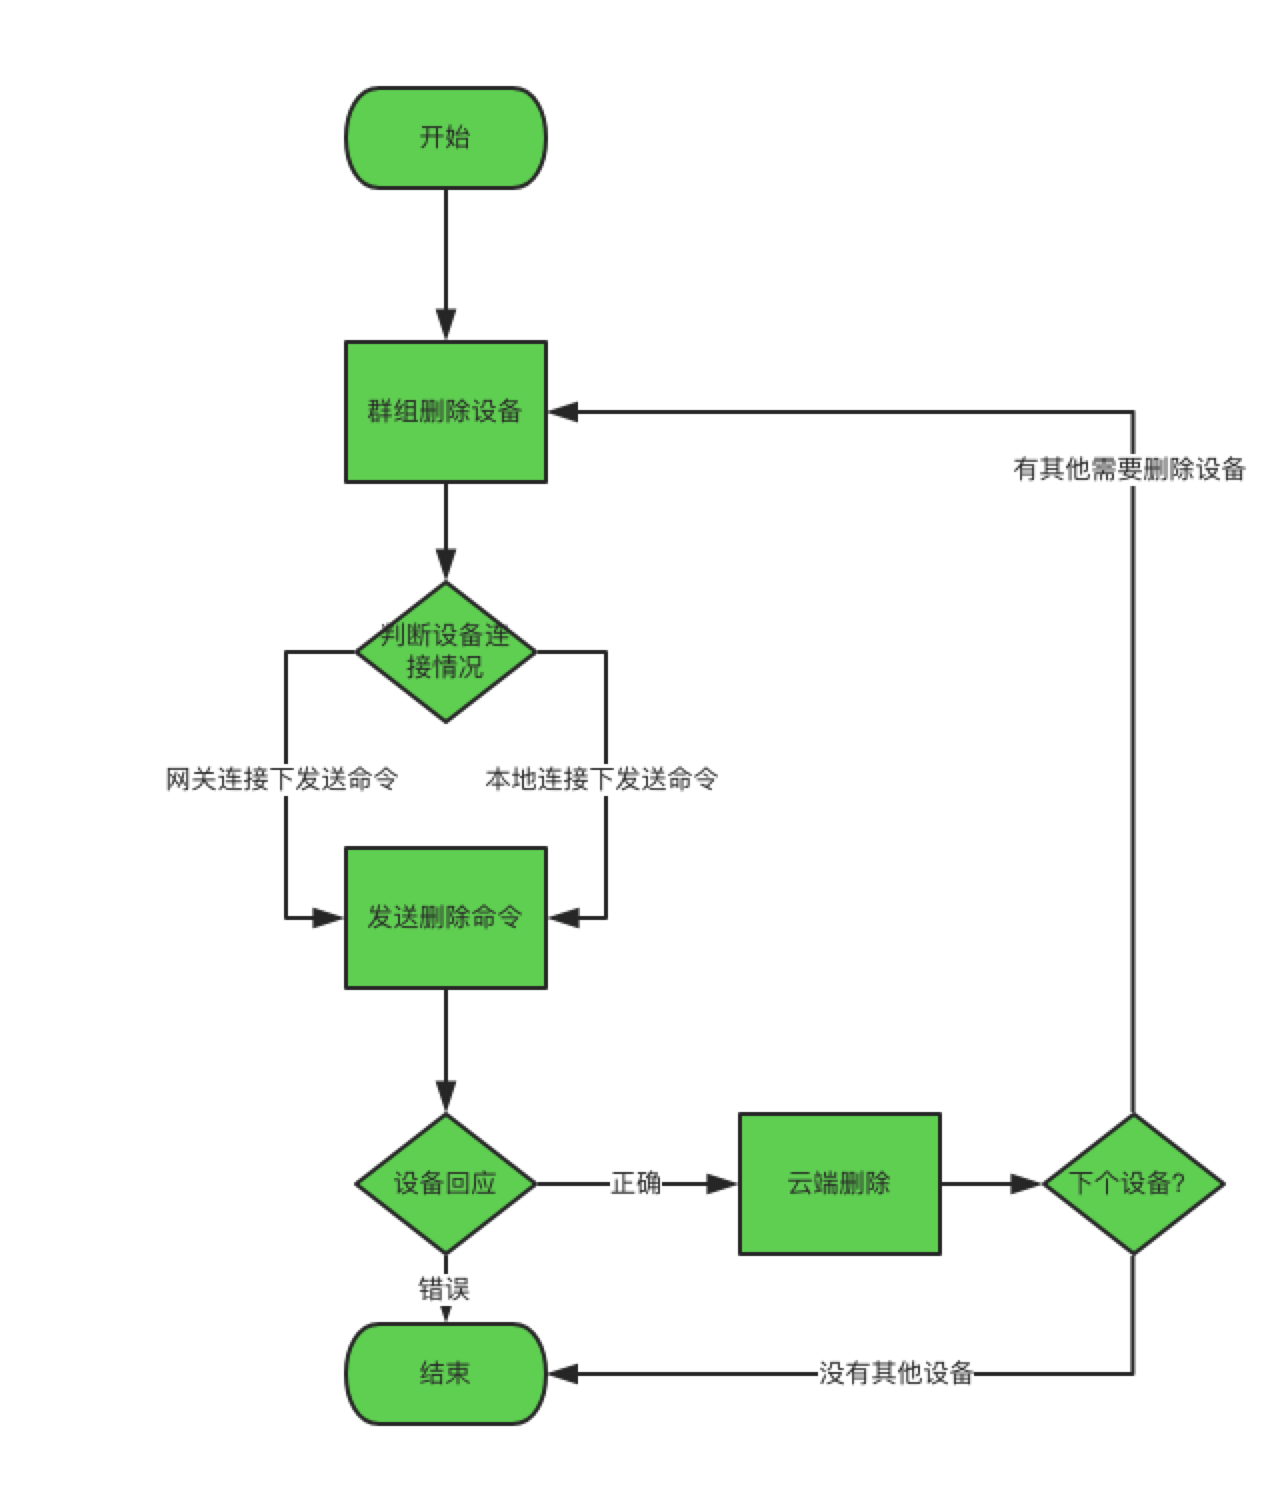 开始
群组删除设备
有其他需要删除设备
判断设备连
接情况
网关连接下发送命令
本地连接下发送命令
发送删除命令
设备回应
正确
云端删除
下个设备?
错误
结束
没有其他设备